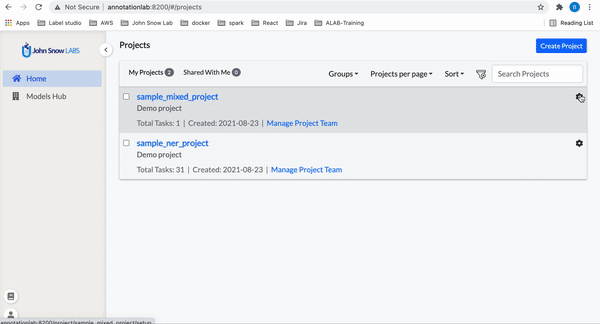 Not Secure | annotationlab:8200/#/projects
B
Apps Label studio AWS John Snow Lab docker spark React Jira ALAB-Training Reading List
John Snow LABS
Home
Models Hub
Projects
Create Project
My Projects 2 Shared With Me 0 Groups Projects per page Sort Search Projects
sample_mixed_project
Demo project
Total Tasks: 1 | Created: 2021-08-23 | Manage Project Team
sample_ner_project
Demo project
Total Tasks: 31 | Created: 2021-08-23 | Manage Project Team
annotationlab:8200/project/sample_mixed_project/setup